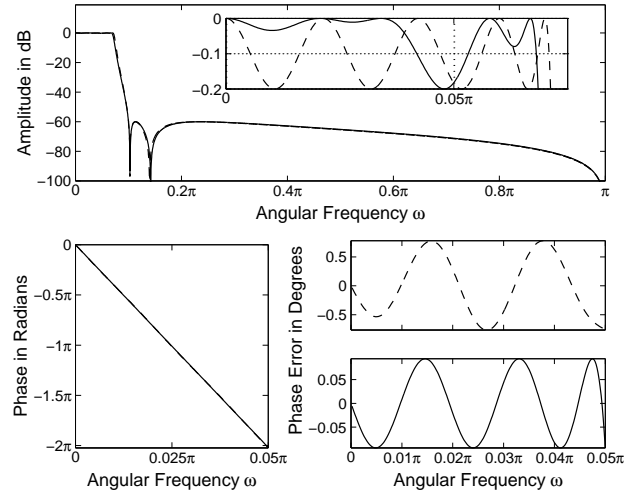 0
−20
−40
−60
−80
−100
Amplitude in dB
0
0.2π
0.4π
0.6π
0.8π
π
Angular Frequency ω
0
−0.1
−0.2
0
0.05π
0
−0.5π
−1π
−1.5π
−2π
Phase in Radians
0
0.025π
0.05π
Angular Frequency ω
0.5
0
−0.5
Phase Error in Degrees
0.05
0
−0.05
0
0.01π
0.02π
0.03π
0.04π
0.05π
Angular Frequency ω